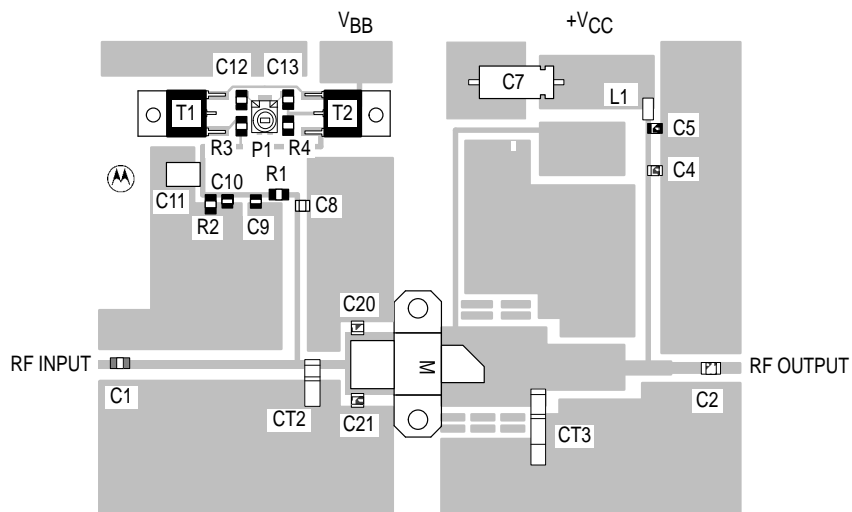 VBB
+VCC
C12
C13
C7
T1
T2
L1
C5
R3
P1
R4
C4
C10
R1
C11
C8
R2
C9
C20
RF INPUT
RF OUTPUT
M
C1
C2
CT2
C21
CT3